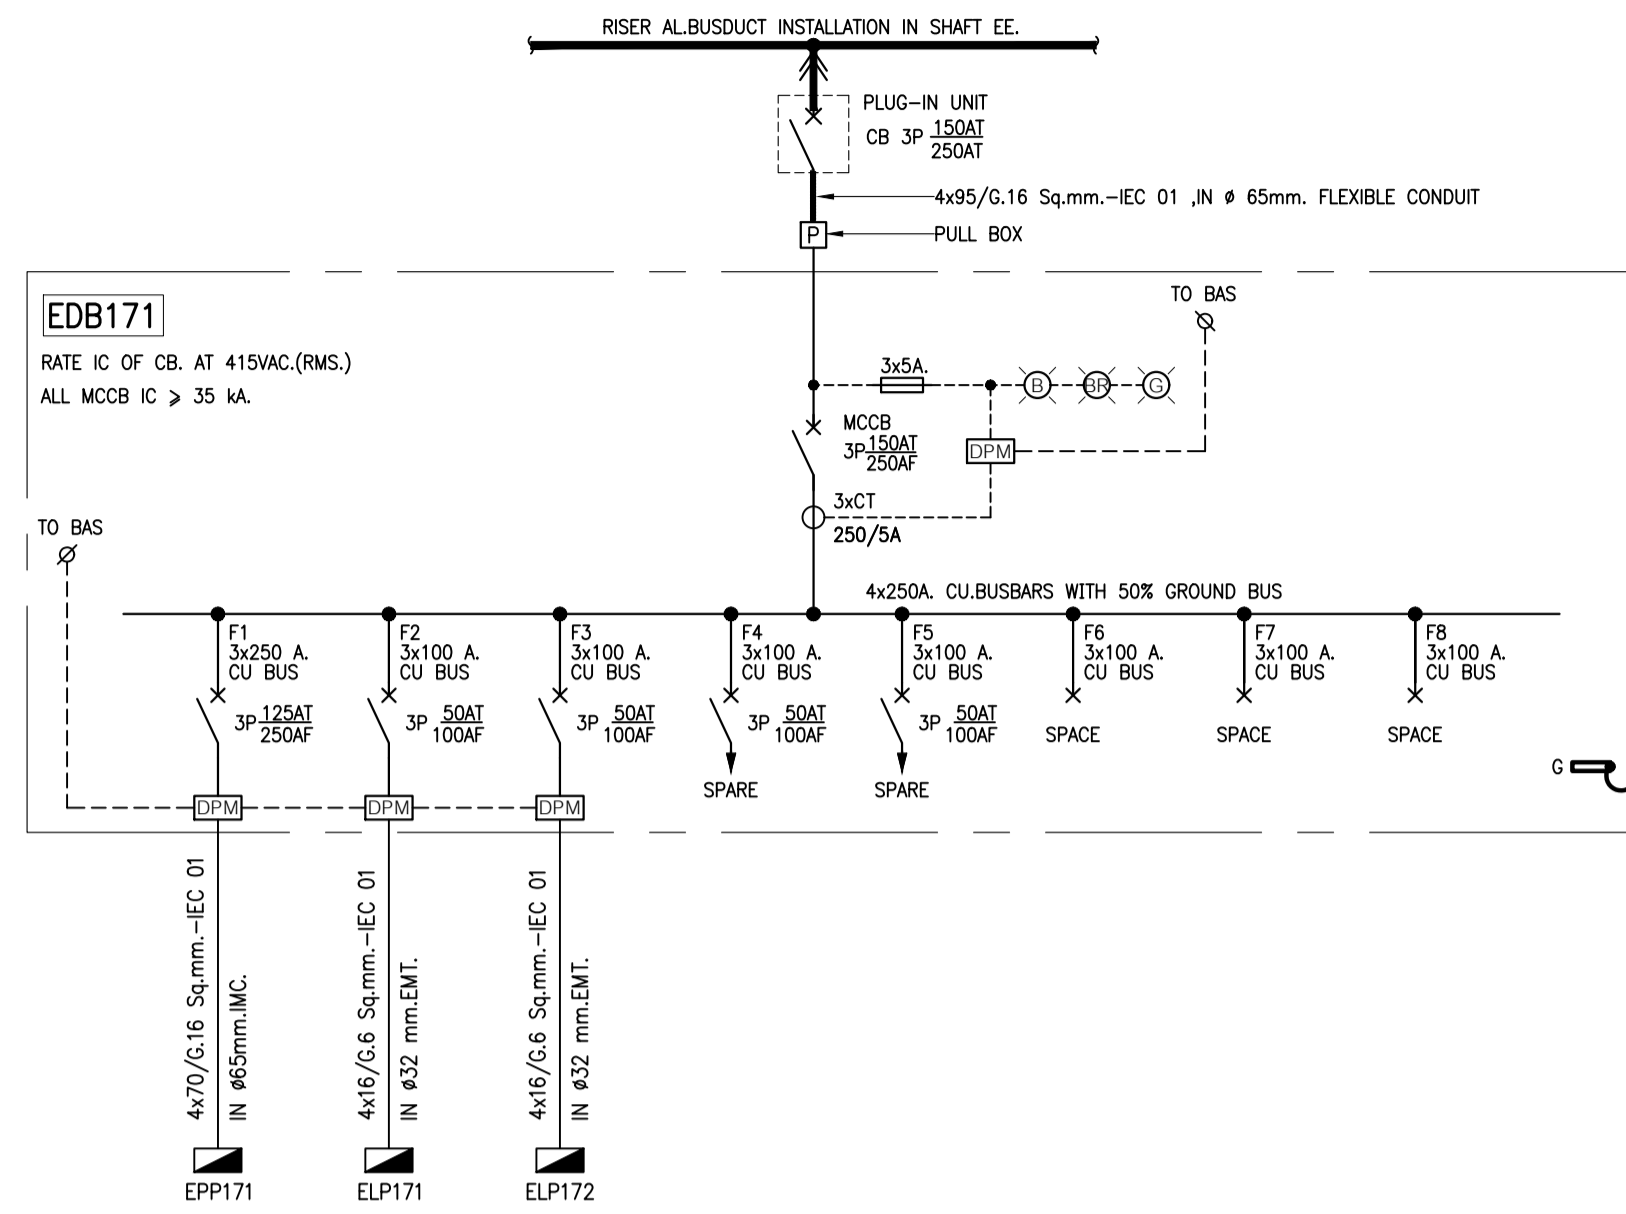 RISER AL.BUSDUCT INSTALLATION IN SHAFT EE.
PLUG-IN UNIT
CB 3P 150AT
250AT
4x95/G.16 Sq.mm.-IEC 01 ,IN ø 65mm. FLEXIBLE CONDUIT
P
PULL BOX
EDB171
RATE IC OF CB. AT 415VAC.(RMS.)
ALL MCCB IC ⩾ 35 kA.
TO BAS
3x5A.
B
BR
G
MCCB
3P 150AT
250AF
DPM
3xCT
250/5A
TO BAS
4x250A. CU.BUSBARS WITH 50% GROUND BUS
F1
3x250 A.
CU BUS
3P 125AT
250AF
F2
3x100 A.
CU BUS
3P 50AT
100AF
F3
3x100 A.
CU BUS
3P 50AT
100AF
F4
3x100 A.
CU BUS
3P 50AT
100AF
SPARE
F5
3x100 A.
CU BUS
3P 50AT
100AF
SPARE
F6
3x100 A.
CU BUS
SPACE
F7
3x100 A.
CU BUS
SPACE
F8
3x100 A.
CU BUS
SPACE
G
DPM
DPM
DPM
4x70/G.16 Sq.mm.-IEC 01
IN ø65mm.IMC.
4x16/G.6 Sq.mm.-IEC 01
IN ø32 mm.EMT.
4x16/G.6 Sq.mm.-IEC 01
IN ø32 mm.EMT.
EPP171
ELP171
ELP172